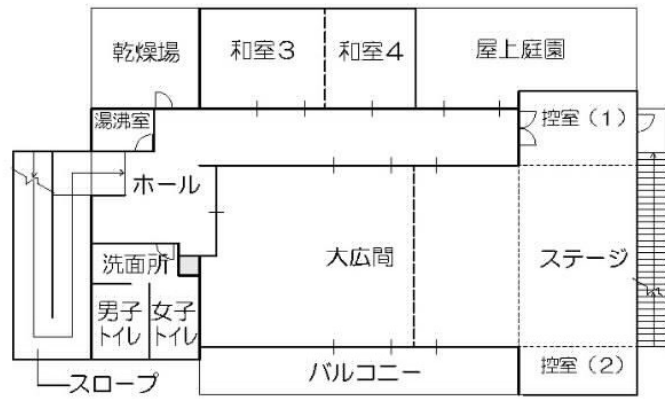 乾燥場
和室3
和室4
屋上庭園
湯沸室
控室(1)
ホール
大広間
ステージ
洗面所
男子
トイレ
女子
トイレ
スロープ
バルコニー
控室(2)